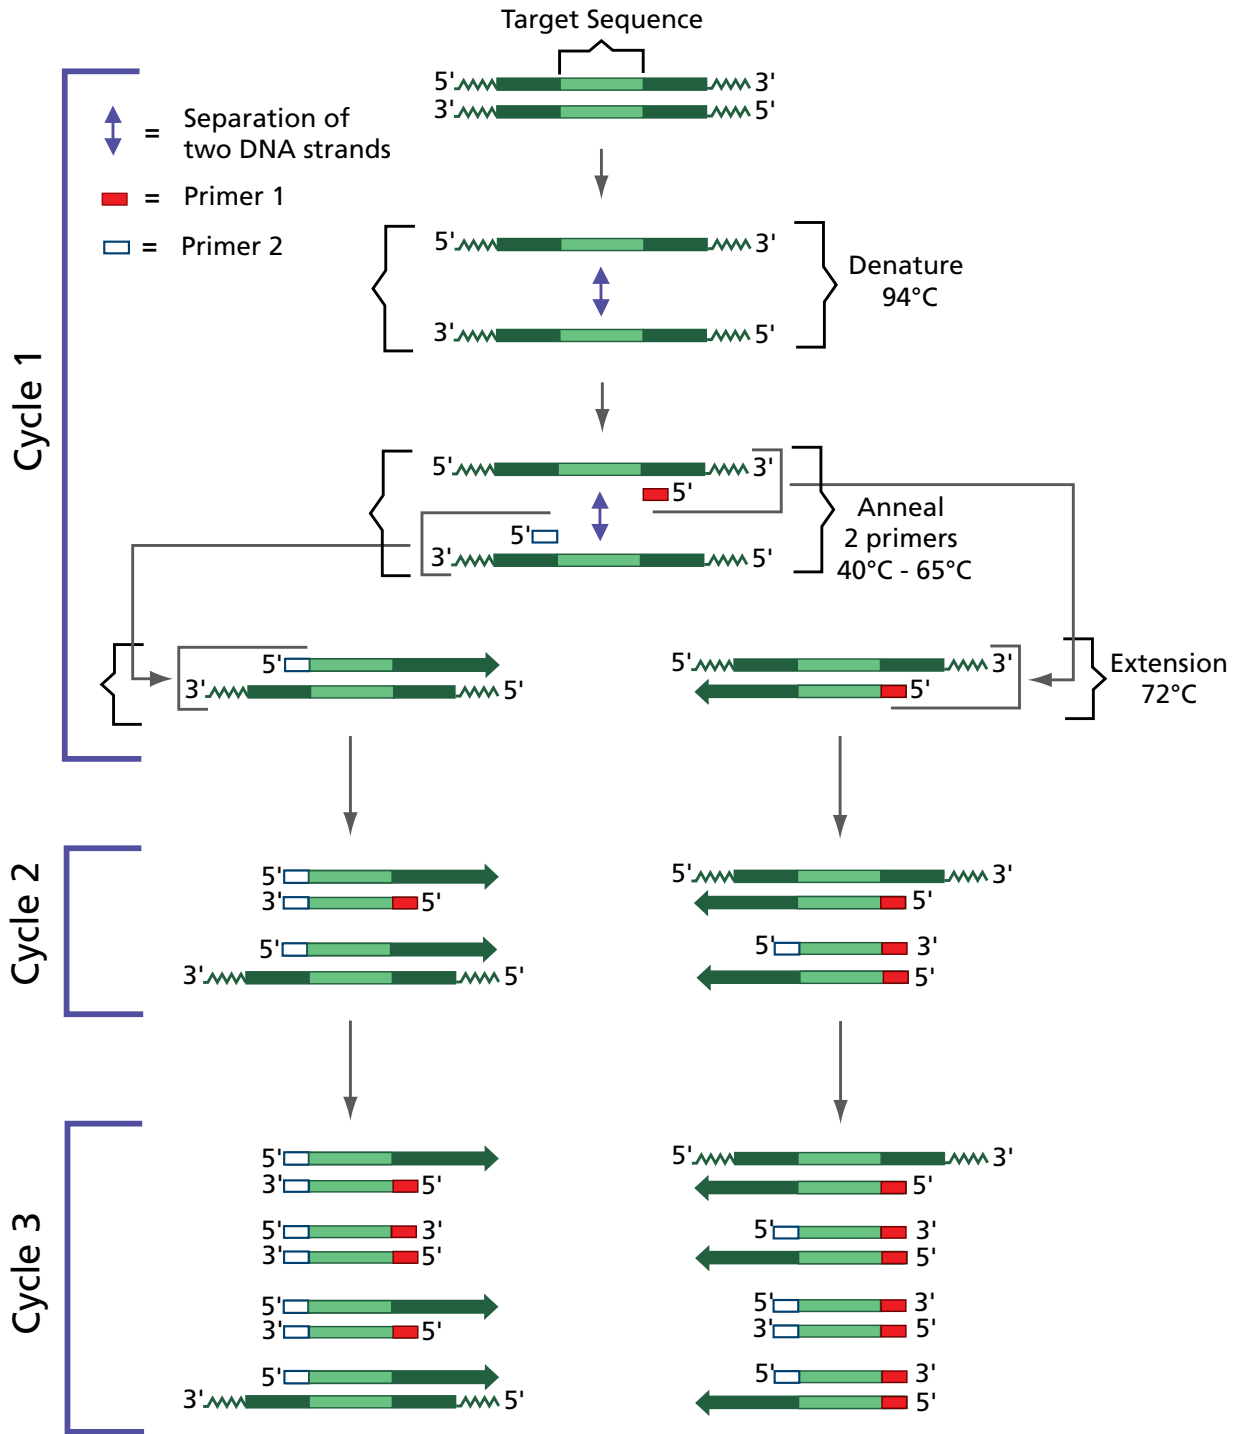 Target Sequence
5' 3'
3' 5'
= Separation of
two DNA strands
= Primer 1
= Primer 2
Cycle 1
5' 3'
Denature
94°C
3' 5'
5' 3'
5'
Anneal
2 primers
40°C - 65°C
5'
3' 5'
5'
3' 5'
5' 3'
5'
Extension
72°C
Cycle 2
5'
3' 5'
5'
3' 5'
5' 3'
5'
5' 3'
5'
Cycle 3
5'
3' 5'
5' 3'
3' 5'
5'
3' 5'
5'
3' 5'
5' 3'
5'
5' 3'
5'
5' 3'
3' 5'
5' 3'
5'